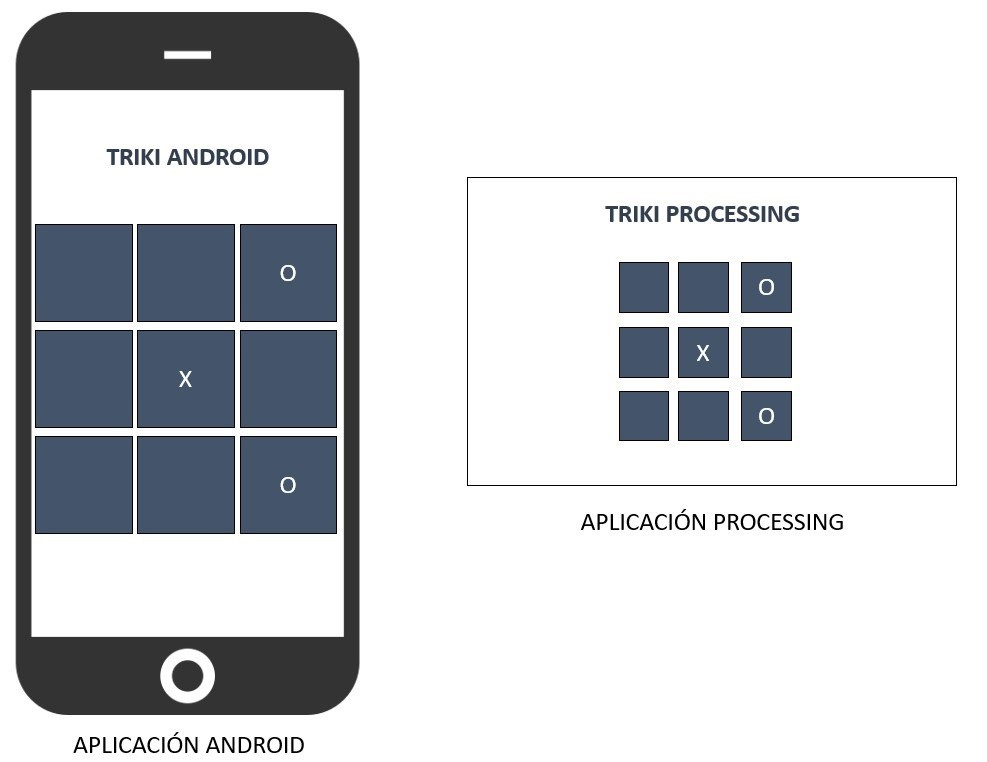 TRIKI ANDROID
O
X
O
APLICACIÓN ANDROID
TRIKI PROCESSING
O
X
O
APLICACIÓN PROCESSING